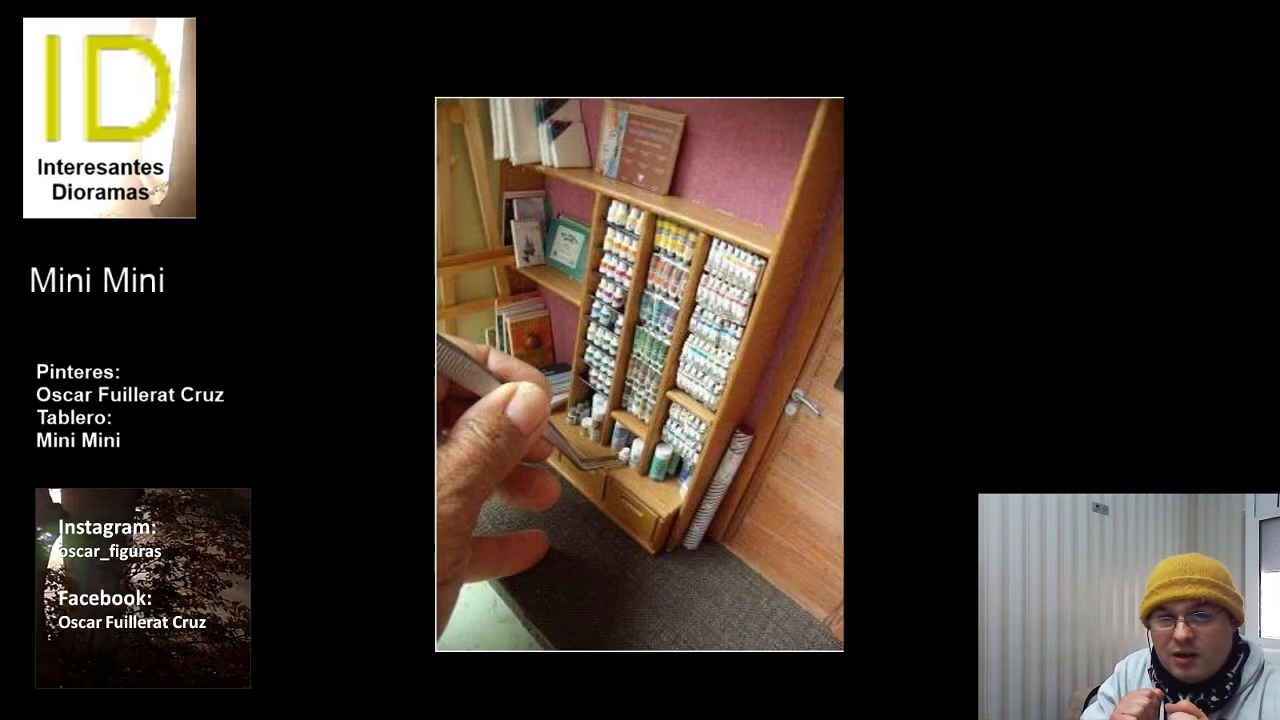 ID
Interesantes
Dioramas
Mini Mini
Pinteres:
Oscar Fuillerat Cruz
Tablero:
Mini Mini
Instagram:
oscar_figuras
Facebook:
Oscar Fuillerat Cruz